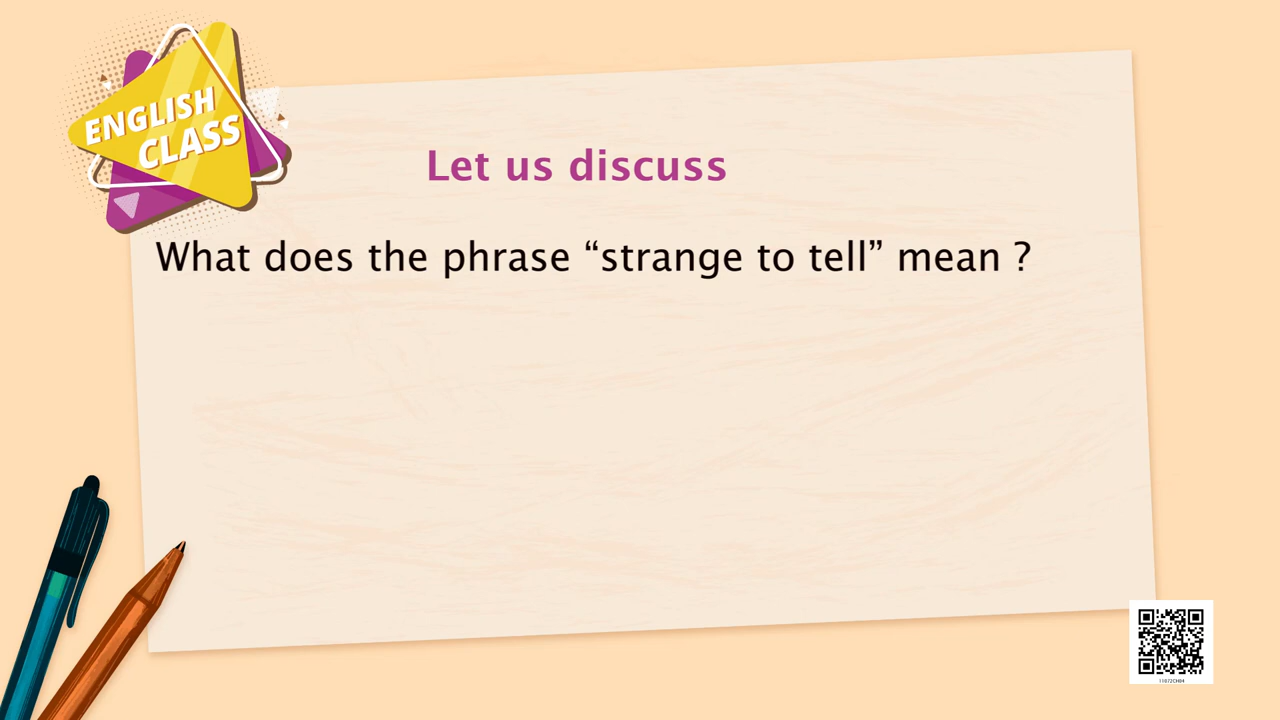 ENGLISH
CLASS
Let us discuss
What does the phrase “strange to tell” mean ?